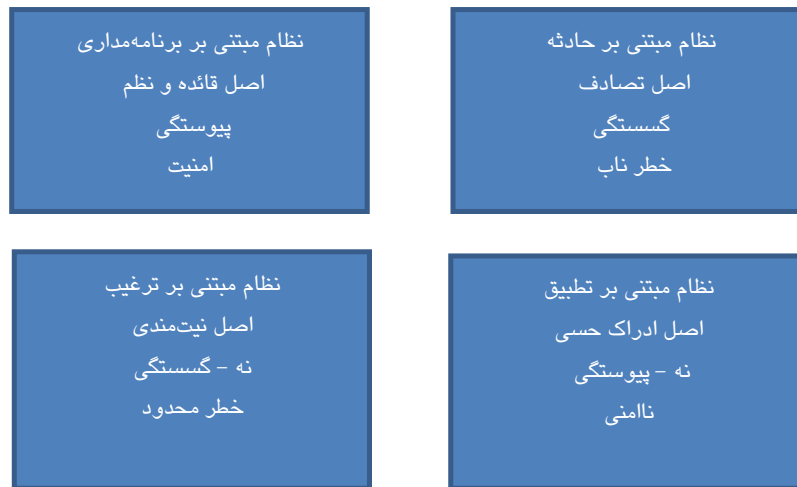 نظام مبتنی بر حادثه
اصل تصادف
گسستگی
خطر ناب
نظام مبتنی بر برنامه‌مداری
اصل قائده و نظم
پیوستگی
امنیت
نظام مبتنی بر تطبیق
اصل ادراک حسی
نه - پیوستگی
ناامنی
نظام مبتنی بر ترغیب
اصل نیت‌مندی
نه - گسستگی
خطر محدود